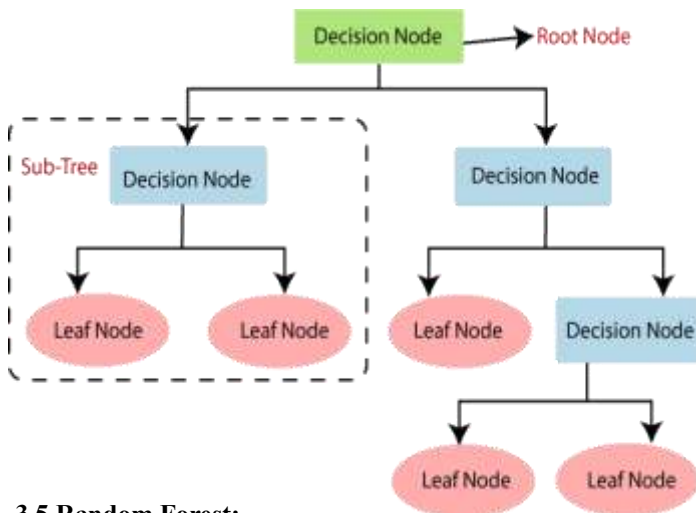 Decision Node
Root Node
Sub-Tree
Decision Node
Decision Node
Leaf Node
Leaf Node
Leaf Node
Decision Node
Leaf Node
Leaf Node
3.5 Random Forest: